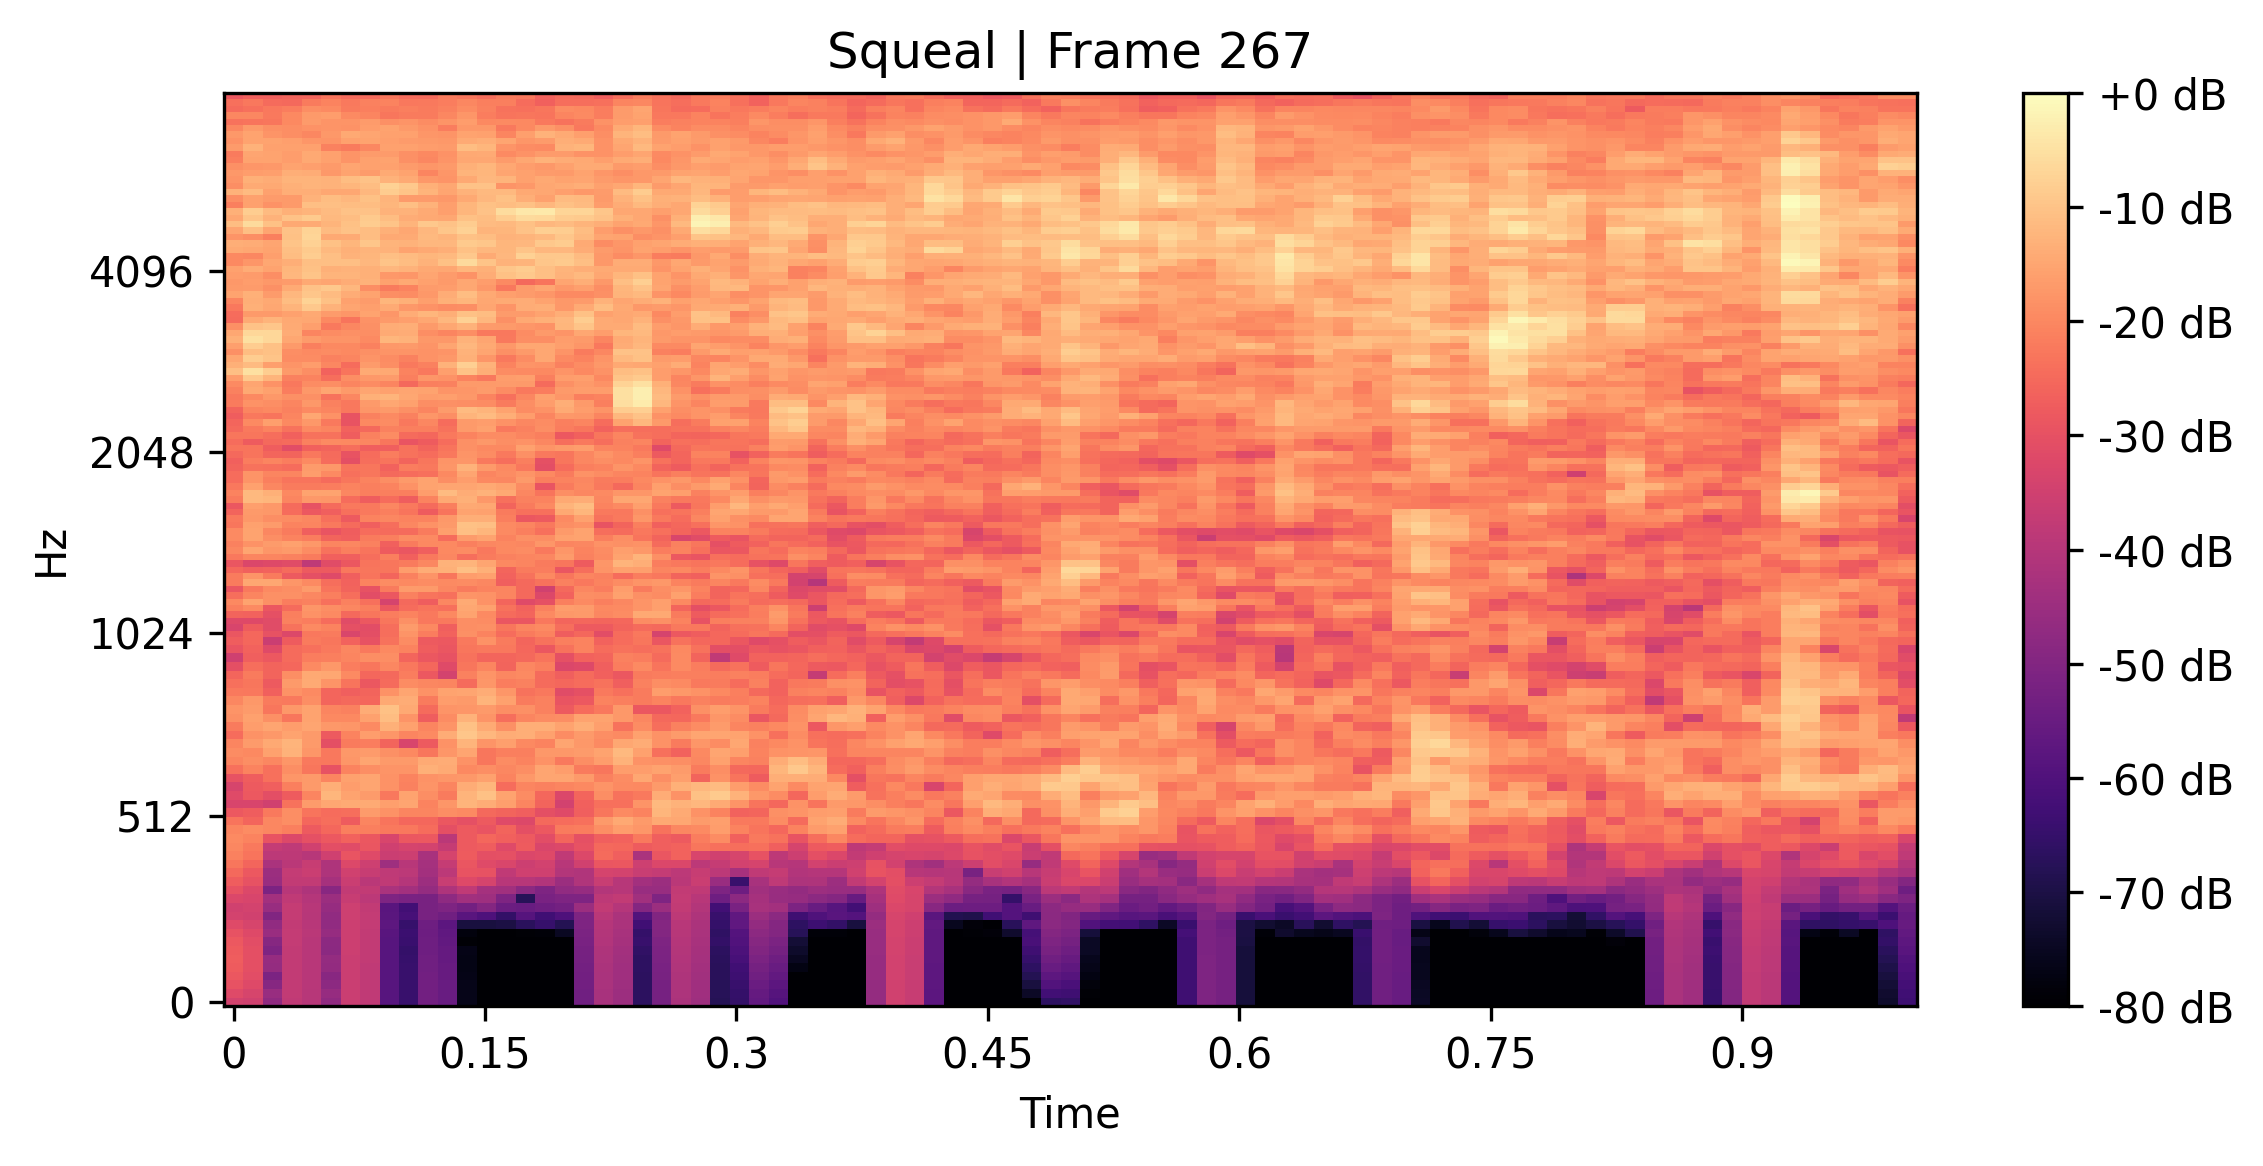 Squeal | Frame 267
+0 dB
-10 dB
-20 dB
-30 dB
-40 dB
-50 dB
-60 dB
-70 dB
-80 dB
4096
2048
1024
512
0
Hz
0 0.15 0.3 0.45 0.6 0.75 0.9
Time